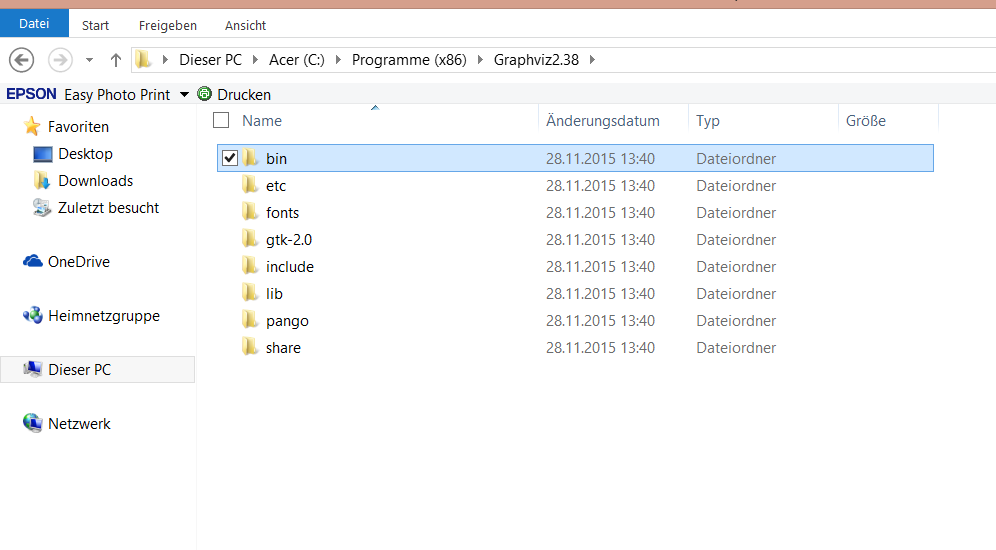 Datei Start Freigeben Ansicht
Dieser PC Acer (C:) Programme (x86) Graphviz2.38
EPSON Easy Photo Print Drucken
Favoriten
Desktop
Downloads
Zuletzt besucht
OneDrive
Heimnetzgruppe
Dieser PC
Netzwerk
Name Änderungsdatum Typ Größe
bin 28.11.2015 13:40 Dateiordner
etc 28.11.2015 13:40 Dateiordner
fonts 28.11.2015 13:40 Dateiordner
gtk-2.0 28.11.2015 13:40 Dateiordner
include 28.11.2015 13:40 Dateiordner
lib 28.11.2015 13:40 Dateiordner
pango 28.11.2015 13:40 Dateiordner
share 28.11.2015 13:40 Dateiordner